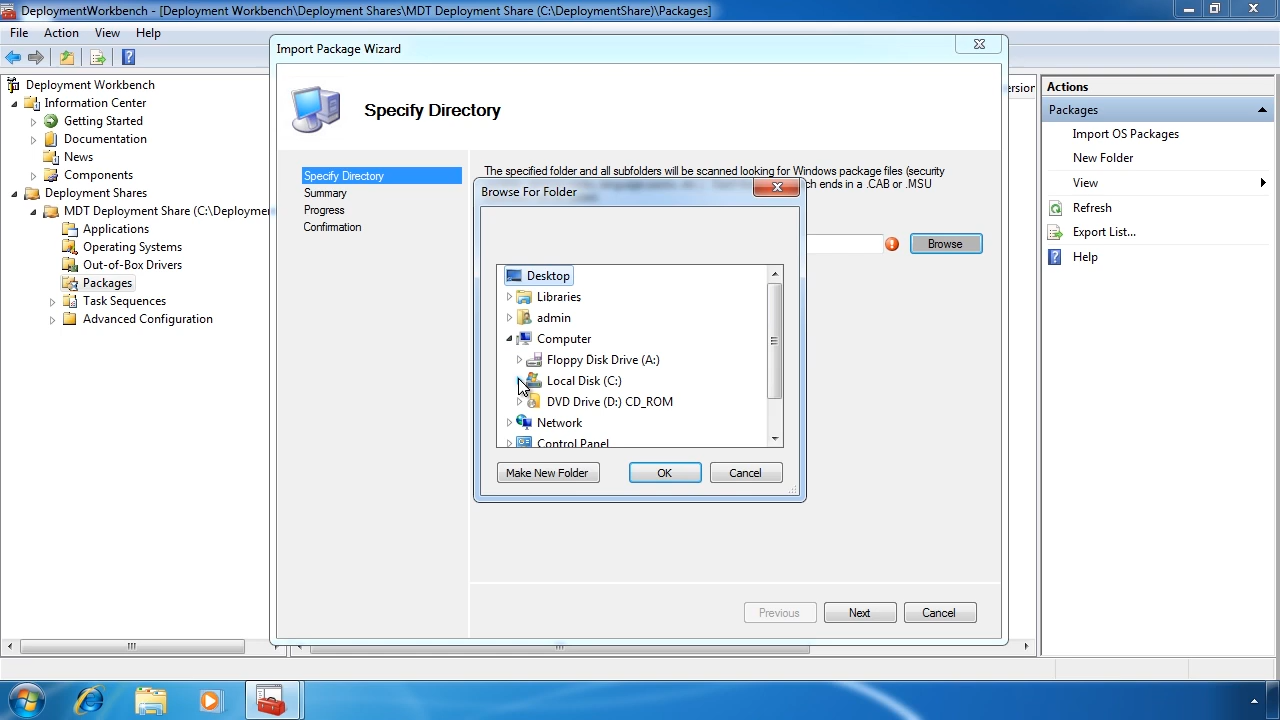 DeploymentWorkbench - [Deployment Workbench\Deployment Shares\MDT Deployment Share (C:\DeploymentShare)\Packages]
File Action View Help
Deployment Workbench
Information Center
Getting Started
Documentation
News
Components
Deployment Shares
MDT Deployment Share (C:\Deployme
Applications
Operating Systems
Out-of-Box Drivers
Packages
Task Sequences
Advanced Configuration
Import Package Wizard
Specify Directory
Specify Directory
Summary
Progress
Confirmation
The specified folder and all subfolders will be scanned looking for Windows package files (security
ch ends in a .CAB or .MSU
Browse
Browse For Folder
Desktop
Libraries
admin
Computer
Floppy Disk Drive (A:)
Local Disk (C:)
DVD Drive (D:) CD_ROM
Network
Control Panel
Make New Folder OK Cancel
Previous Next Cancel
ersion
Actions
Packages
Import OS Packages
New Folder
View
Refresh
Export List...
Help